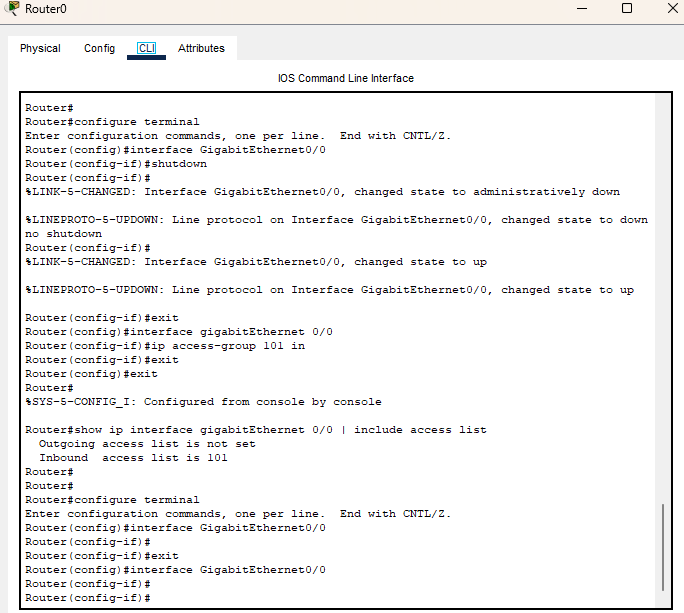 Router0
Physical Config CLI Attributes
IOS Command Line Interface
Router#
Router#configure terminal
Enter configuration commands, one per line.  End with CNTL/Z.
Router(config)#interface GigabitEthernet0/0
Router(config-if)#shutdown
Router(config-if)#
%LINK-5-CHANGED: Interface GigabitEthernet0/0, changed state to administratively down
%LINEPROTO-5-UPDOWN: Line protocol on Interface GigabitEthernet0/0, changed state to down
no shutdown
Router(config-if)#
%LINK-5-CHANGED: Interface GigabitEthernet0/0, changed state to up
%LINEPROTO-5-UPDOWN: Line protocol on Interface GigabitEthernet0/0, changed state to up
Router(config-if)#exit
Router(config)#interface gigabitEthernet 0/0
Router(config-if)#ip access-group 101 in
Router(config-if)#exit
Router(config)#exit
Router#
%SYS-5-CONFIG_I: Configured from console by console
Router#show ip interface gigabitEthernet 0/0 | include access list
  Outgoing access list is not set
  Inbound  access list is 101
Router#
Router#
Router#configure terminal
Enter configuration commands, one per line.  End with CNTL/Z.
Router(config)#interface GigabitEthernet0/0
Router(config-if)#
Router(config-if)#exit
Router(config)#interface GigabitEthernet0/0
Router(config-if)#
Router(config-if)#